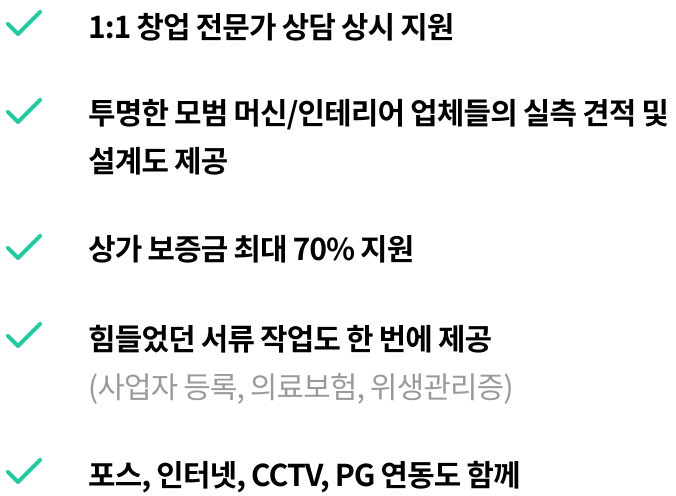 1:1 창업 전문가 상담 상시 지원
투명한 모범 머신/인테리어 업체들의 실측 견적 및
설계도 제공
상가 보증금 최대 70% 지원
힘들었던 서류 작업도 한 번에 제공
(사업자 등록, 의료보험, 위생관리증)
포스, 인터넷, CCTV, PG 연동도 함께